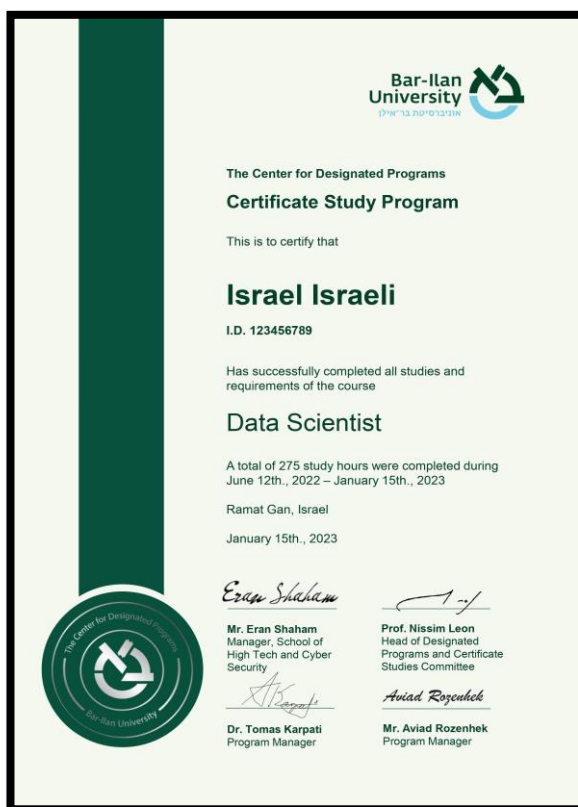 Bar-Ilan
University
אוניברסיטת בר־אילן
The Center for Designated Programs
Certificate Study Program
This is to certify that
Israel Israeli
I.D. 123456789
Has successfully completed all studies and
requirements of the course
Data Scientist
A total of 275 study hours were completed during
June 12th., 2022 – January 15th., 2023
Ramat Gan, Israel
January 15th., 2023
Eran Shaham
Mr. Eran Shaham
Manager, School of
High Tech and Cyber
Security
Prof. Nissim Leon
Head of Designated
Programs and Certificate
Studies Committee
Dr. Tomas Karpati
Program Manager
Aviad Rozenhek
Mr. Aviad Rozenhek
Program Manager
The Center for Designated Programs
Bar-Ilan University